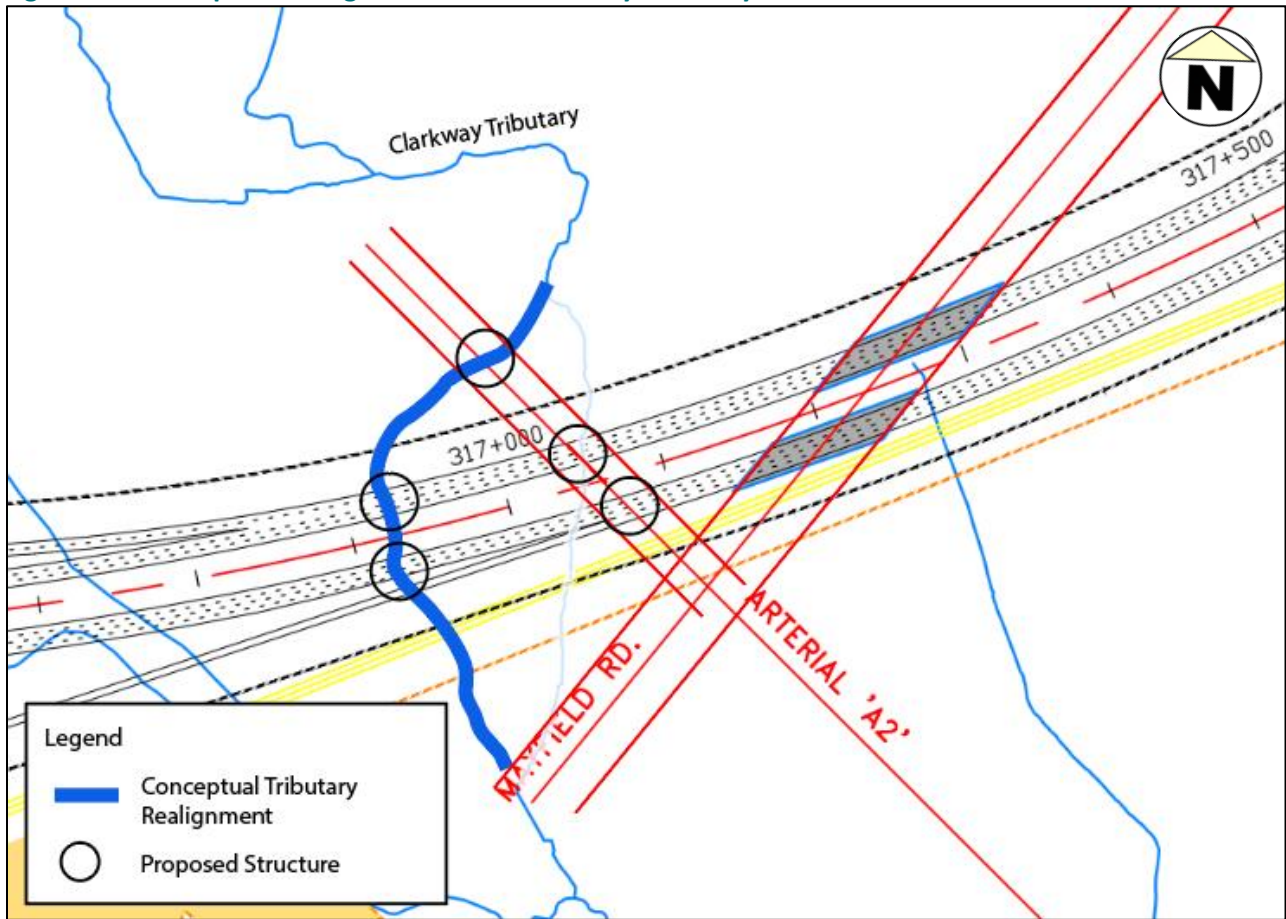 N
Clarkway Tributary
317+500
317+000
ARTERIAL 'A2'
MAYFIELD RD.
Legend
Conceptual Tributary
Realignment
Proposed Structure